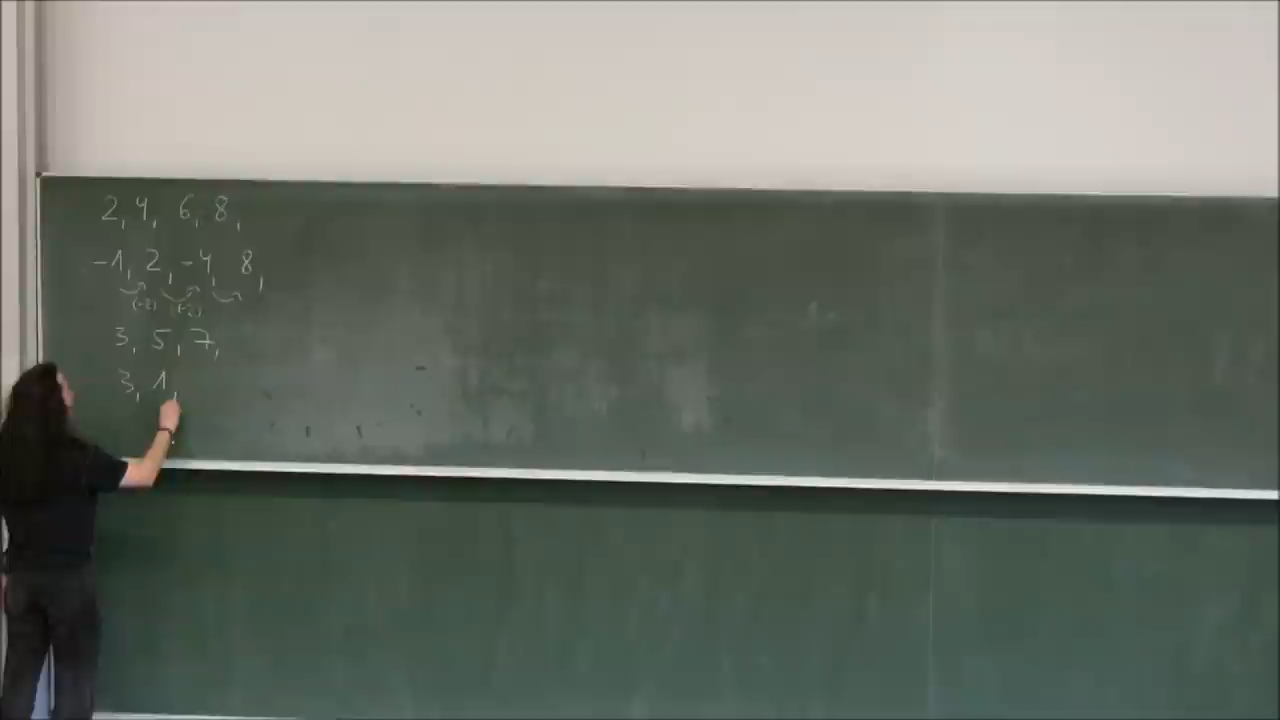 2, 4, 6, 8,
-1, 2, -4, 8,
(-2) (-2)
3, 5, 7,
3, 1,